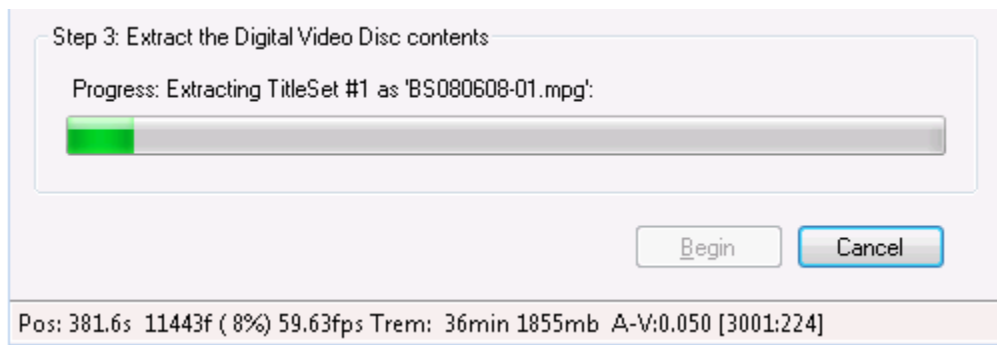 Step 3: Extract the Digital Video Disc contents
Progress: Extracting TitleSet #1 as 'BS080608-01.mpg':
Begin Cancel
Pos: 381.6s 11443f ( 8%) 59.63fps Trem: 36min 1855mb A-V:0.050 [3001:224]